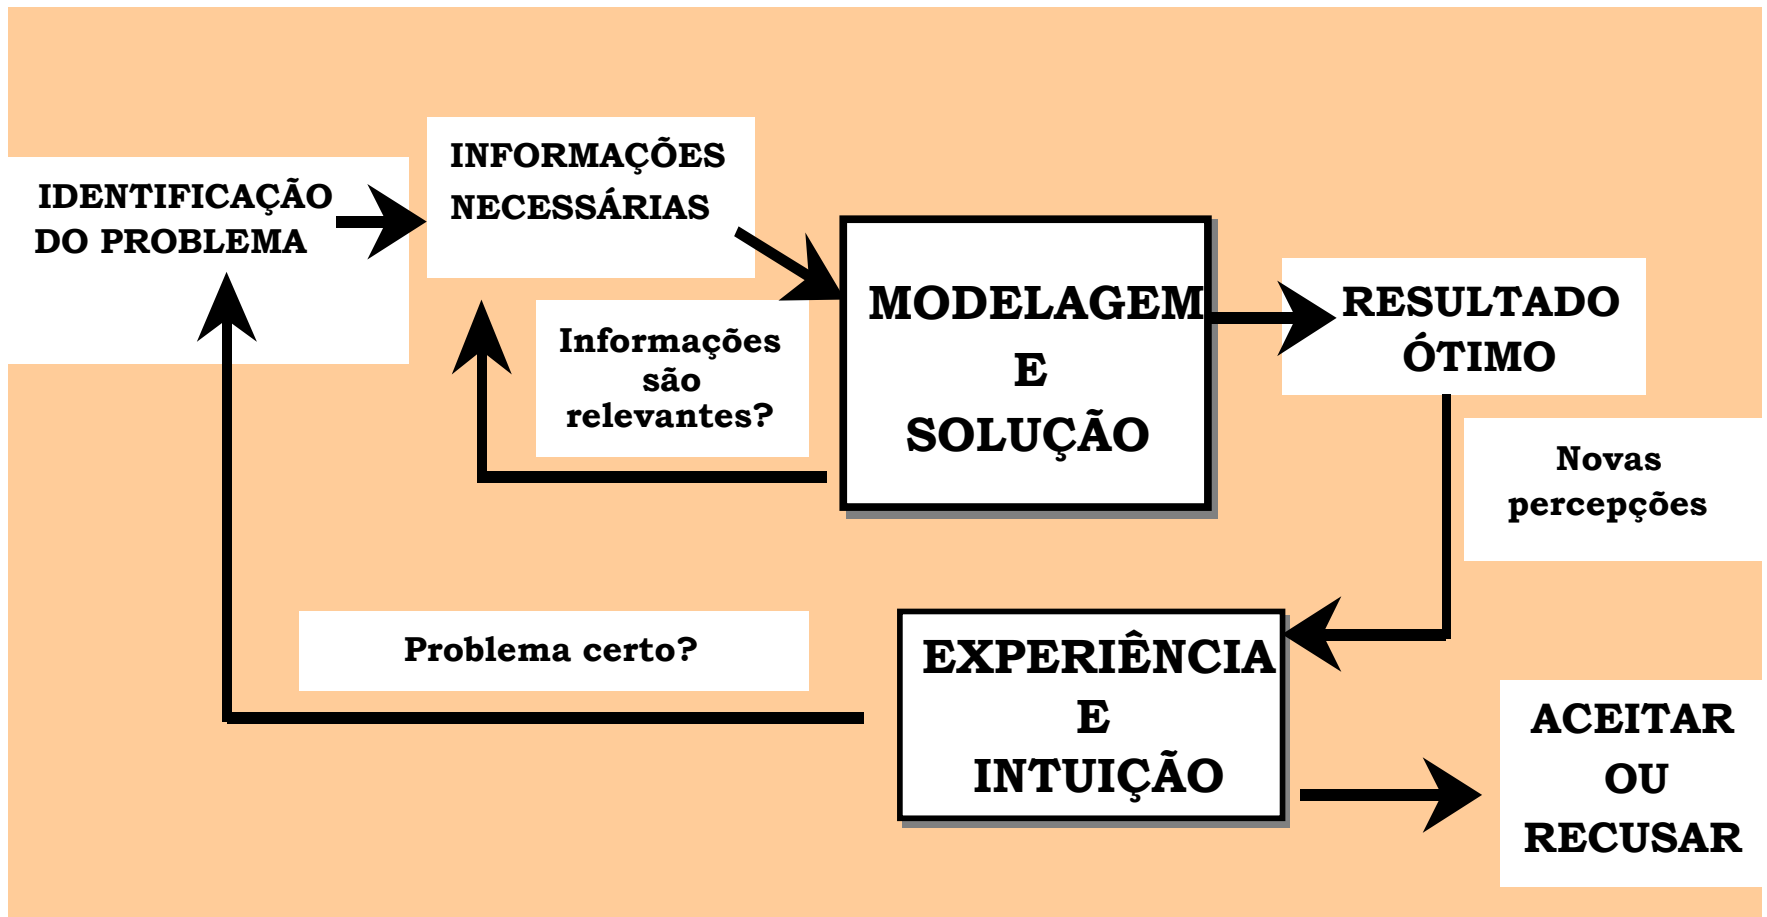 IDENTIFICAÇÃO
DO PROBLEMA
INFORMAÇÕES
NECESSÁRIAS
Informações
são
relevantes?
MODELAGEM
E
SOLUÇÃO
RESULTADO
ÓTIMO
Novas
percepções
Problema certo?
EXPERIÊNCIA
E
INTUIÇÃO
ACEITAR
OU
RECUSAR